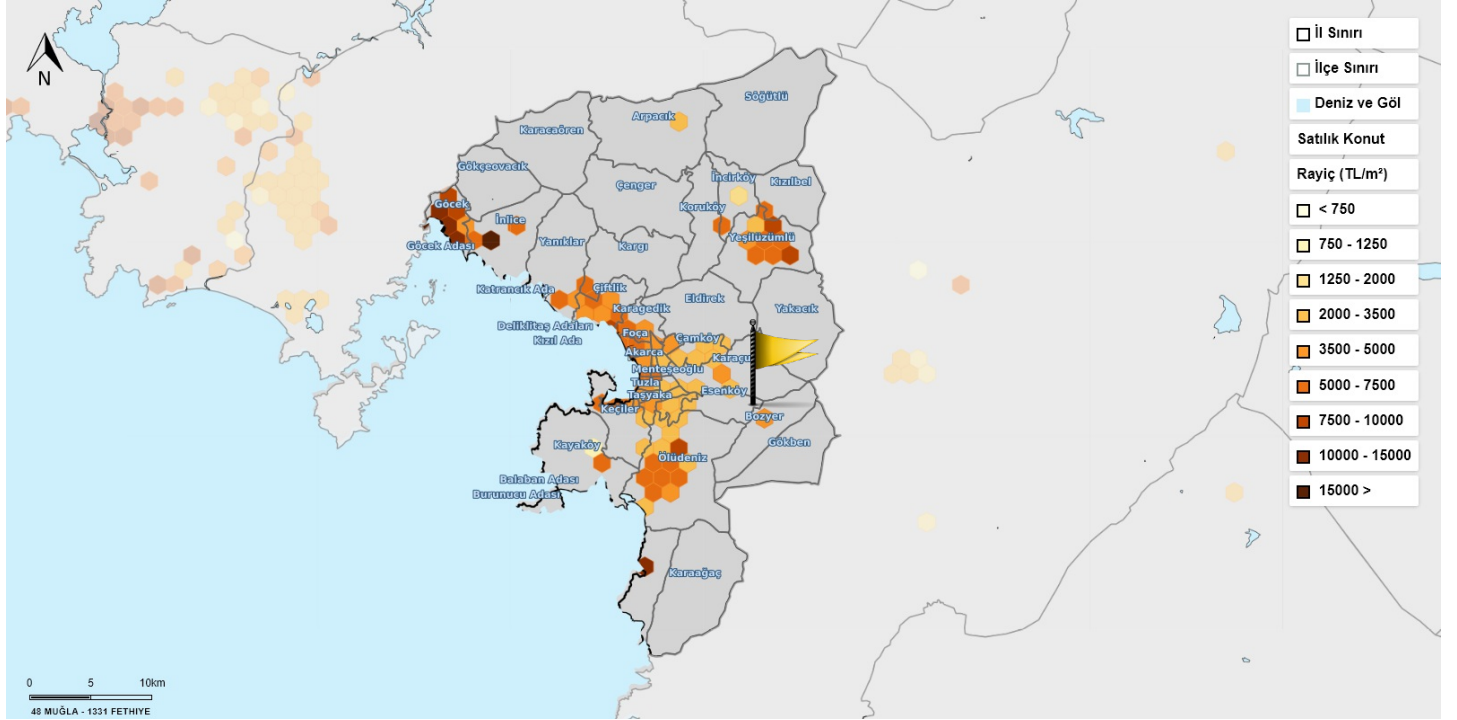 N
İl Sınırı
İlçe Sınırı
Deniz ve Göl
Satılık Konut
Rayiç (TL/m²)
< 750
750 - 1250
1250 - 2000
2000 - 3500
3500 - 5000
5000 - 7500
7500 - 10000
10000 - 15000
15000 >
Söğütlü
Arpacık
Karacaören
Gökçeovacık
İncirköy
Kızılbel
Çenger
Göcek
Koruköy
İnlice
Yeşilüzümlü
Yanıklar
Kargı
Göcek Adası
Katrancık Ada
Çiftlik
Eldirek
Karagedik
Yakacık
Deliklitaş Adaları
Foça
Kızıl Ada
Çamköy
Akarca
Karaçu
Menteşeoğlu
Tuzla
Esenköy
Taşyaka
Keçiler
Bozyer
Kayaköy
Gökben
Ölüdeniz
Balaban Adası
Burunucu Adası
Karaağaç
0 5 10km
48 MUĞLA - 1331 FETHIYE